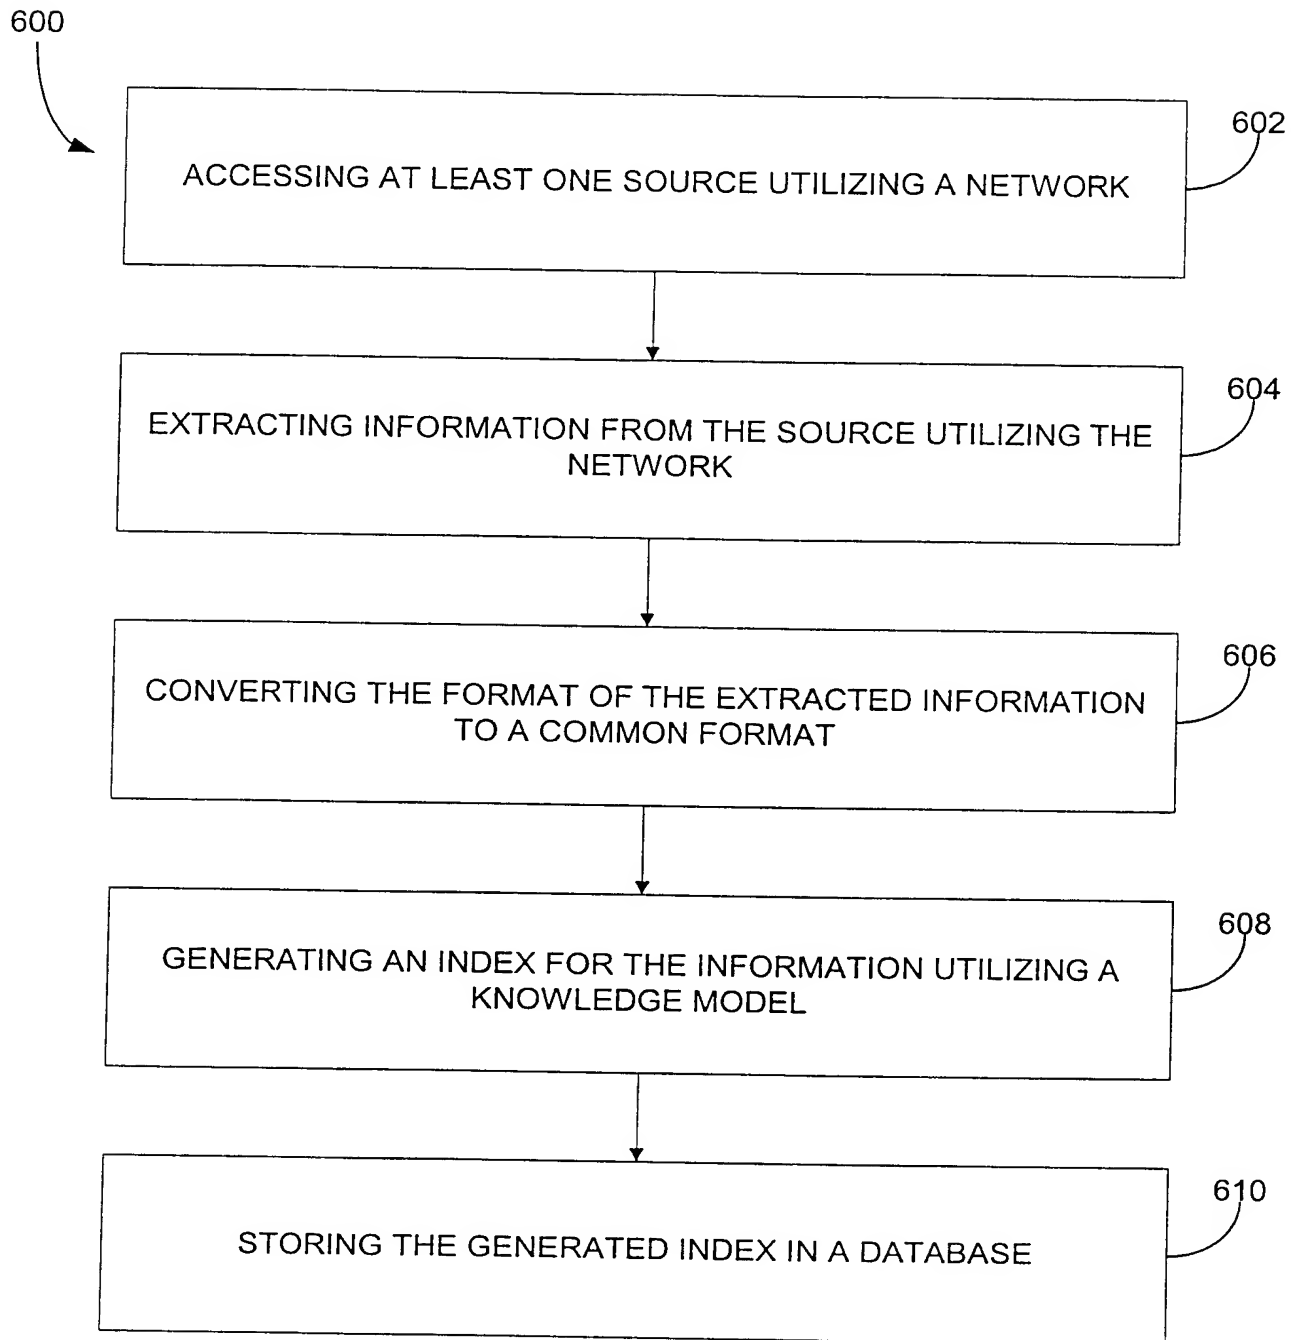 600
602
ACCESSING AT LEAST ONE SOURCE UTILIZING A NETWORK
604
EXTRACTING INFORMATION FROM THE SOURCE UTILIZING THE
NETWORK
606
CONVERTING THE FORMAT OF THE EXTRACTED INFORMATION
TO A COMMON FORMAT
608
GENERATING AN INDEX FOR THE INFORMATION UTILIZING A
KNOWLEDGE MODEL
610
STORING THE GENERATED INDEX IN A DATABASE